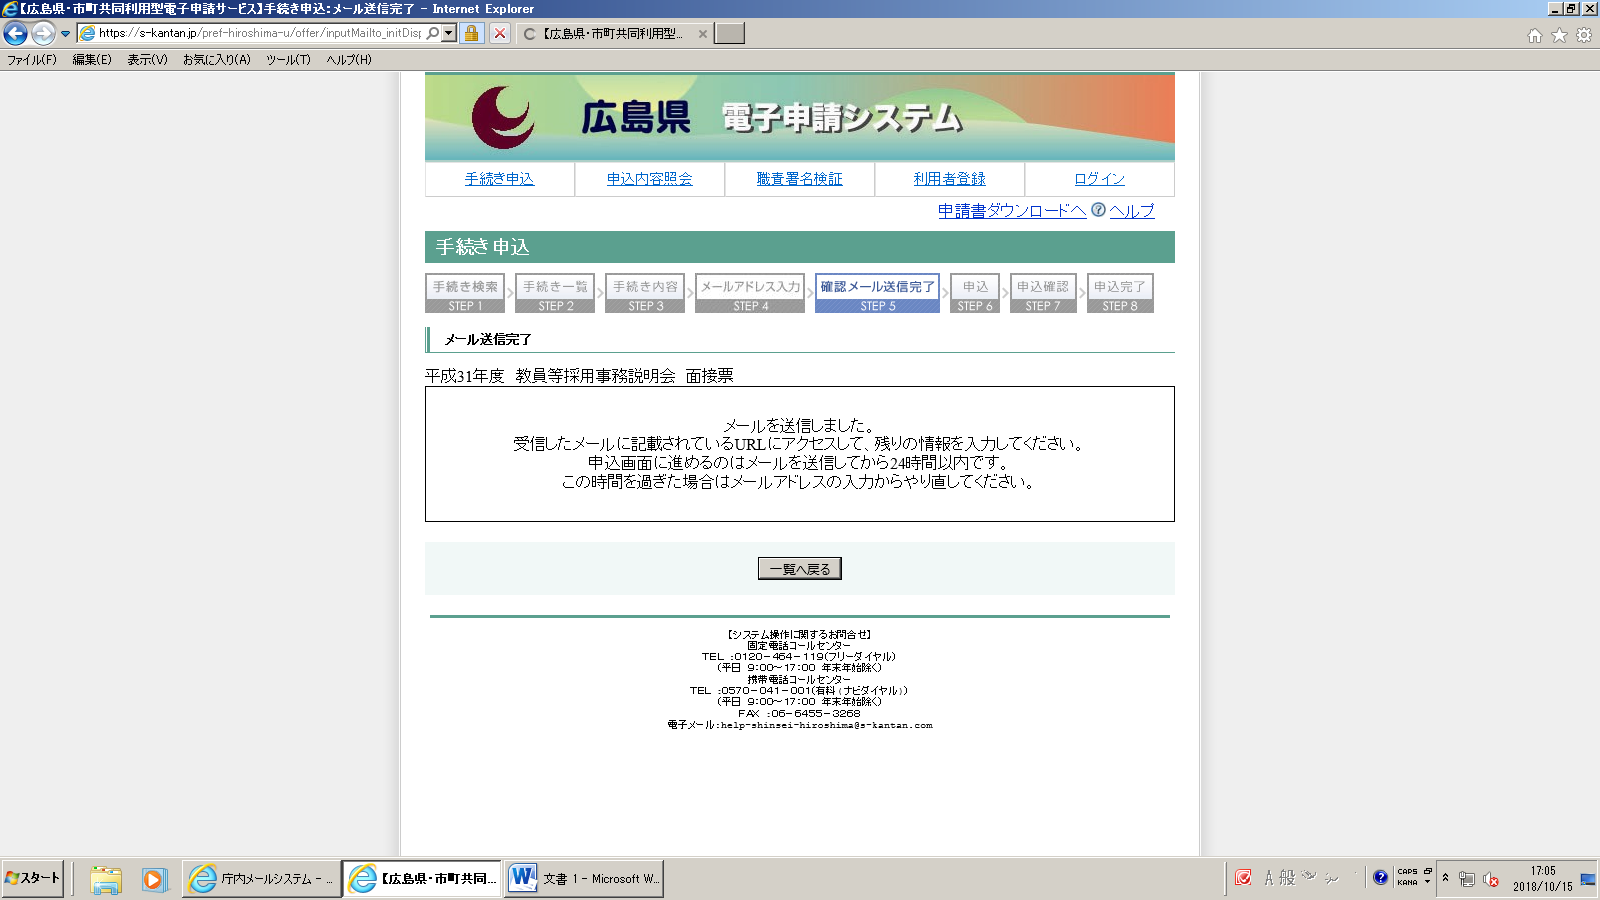 【広島県・市町共同利用型電子申請サービス】手続き申込:メール送信完了 - Internet Explorer
https://s-kantan.jp/pref-hiroshima-u/offer/inputMailto_initDisp
【広島県・市町共同利用型...
ファイル(F) 編集(E) 表示(V) お気に入り(A) ツール(T) ヘルプ(H)
広島県 電子申請システム
手続き申込 申込内容照会 職責署名検証 利用者登録 ログイン
申請書ダウンロードへ ? ヘルプ
手続き申込
手続き検索 手続き一覧 手続き内容 メールアドレス入力 確認メール送信完了 申込 申込確認 申込完了
STEP 1 STEP 2 STEP 3 STEP 4 STEP 5 STEP 6 STEP 7 STEP 8
メール送信完了
平成31年度 教員等採用事務説明会 面接票
メールを送信しました。
受信したメールに記載されているURLにアクセスして、残りの情報を入力してください。
申込画面に進めるのはメールを送信してから24時間以内です。
この時間を過ぎた場合はメールアドレスの入力からやり直してください。
一覧へ戻る
【システム操作に関するお問合せ】
固定電話コールセンター
TEL :0120-464-119(フリーダイヤル)
(平日 9:00~17:00 年末年始除く)
携帯電話コールセンター
TEL :0570-041-001(有料(ナビダイヤル))
(平日 9:00~17:00 年末年始除く)
FAX :06-6455-3268
電子メール:help-shinsei-hiroshima@s-kantan.com
スタート 庁内メールシステム - ... 【広島県・市町共同... 文書 1 - Microsoft W...
A 般 CAPS KANA 17:05
2018/10/15